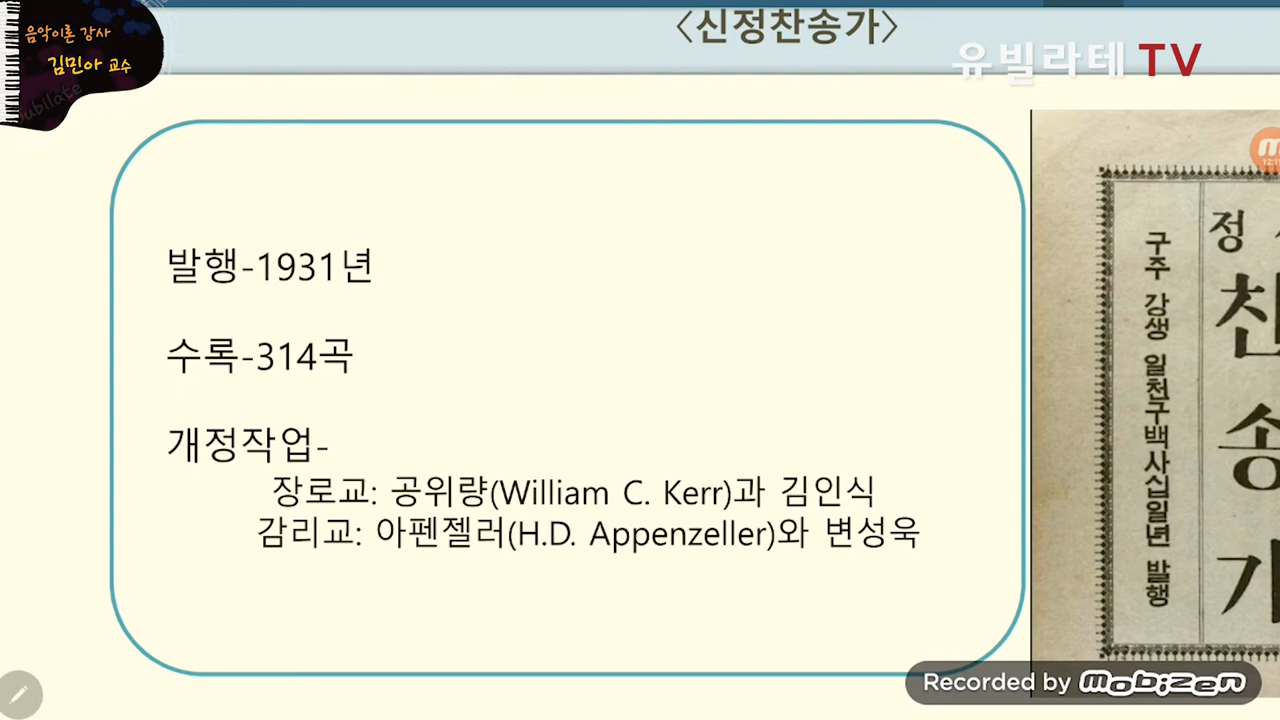 음악이론 강사
김민아 교수
Jubilate
〈신정찬송가〉
유빌라테 TV
발행-1931년
수록-314곡
개정작업-
장로교: 공위량(William C. Kerr)과 김인식
감리교: 아펜젤러(H.D. Appenzeller)와 변성욱
정
찬
송
가
구주 강생 일천구백사십일년 발행
Recorded by mobizen